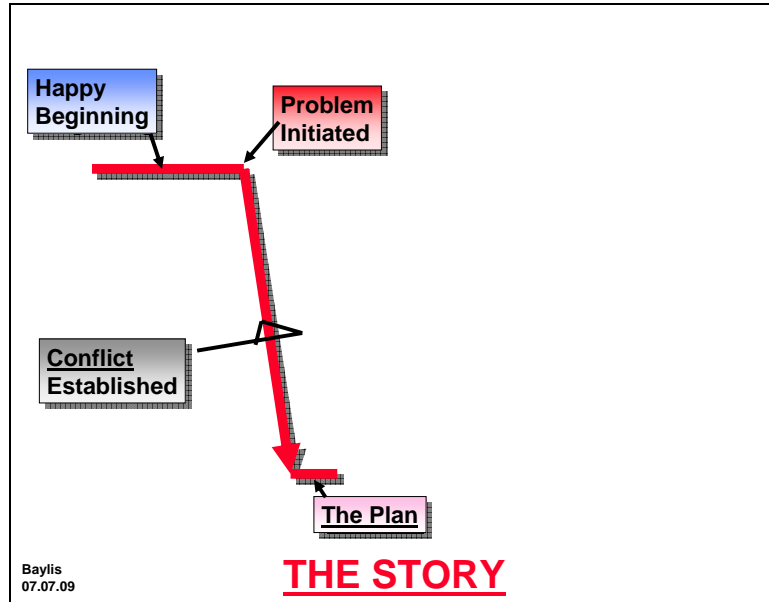 Happy
Beginning
Problem
Initiated
Conflict
Established
The Plan
Baylis
07.07.09
THE STORY